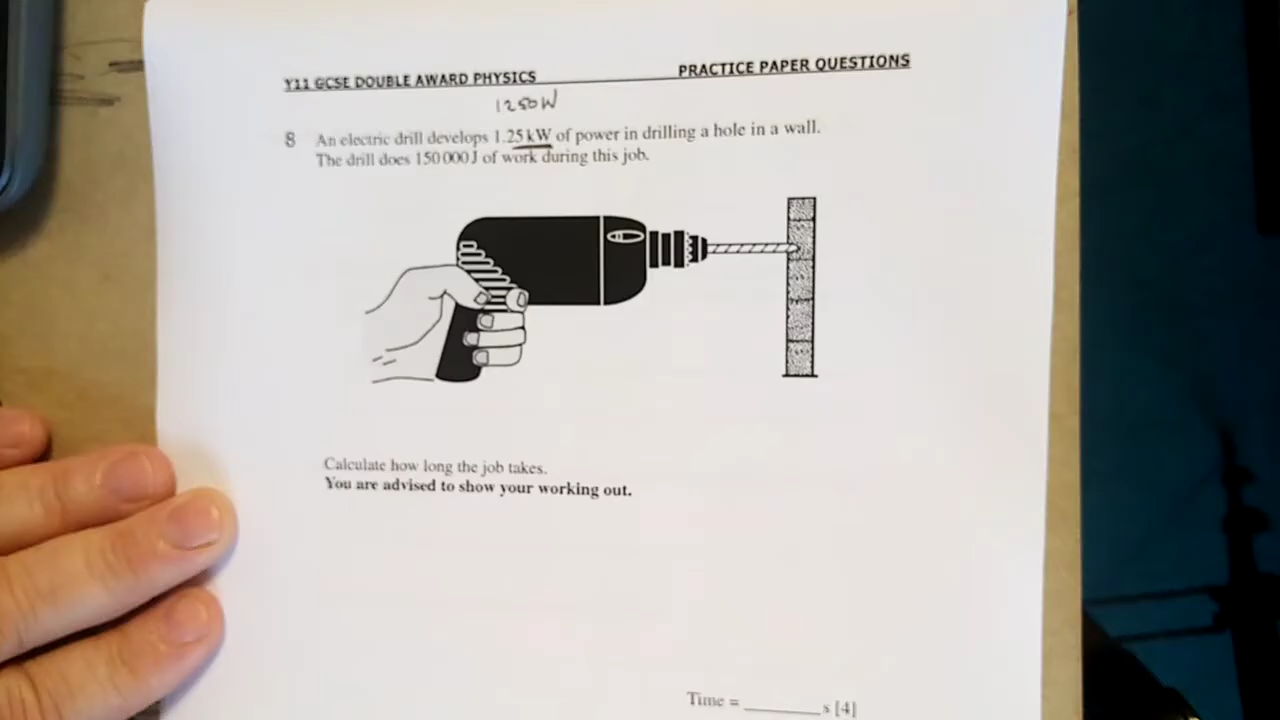 Y11 GCSE DOUBLE AWARD PHYSICS PRACTICE PAPER QUESTIONS
1250W
8 An electric drill develops 1.25 kW of power in drilling a hole in a wall.
The drill does 150 000 J of work during this job.
Calculate how long the job takes.
You are advised to show your working out.
Time = ________ s [4]